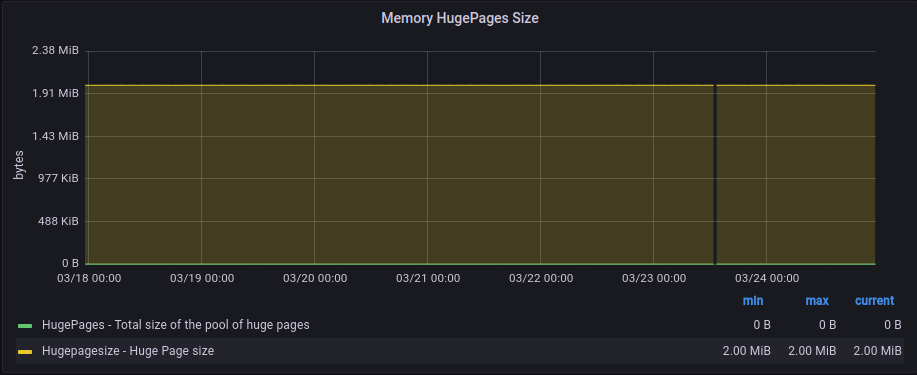 Memory HugePages Size
2.38 MiB
1.91 MiB
1.43 MiB
977 KiB
488 KiB
0 B
bytes
03/18 00:00 03/19 00:00 03/20 00:00 03/21 00:00 03/22 00:00 03/23 00:00 03/24 00:00
min max current
HugePages - Total size of the pool of huge pages 0 B 0 B 0 B
Hugepagesize - Huge Page size 2.00 MiB 2.00 MiB 2.00 MiB